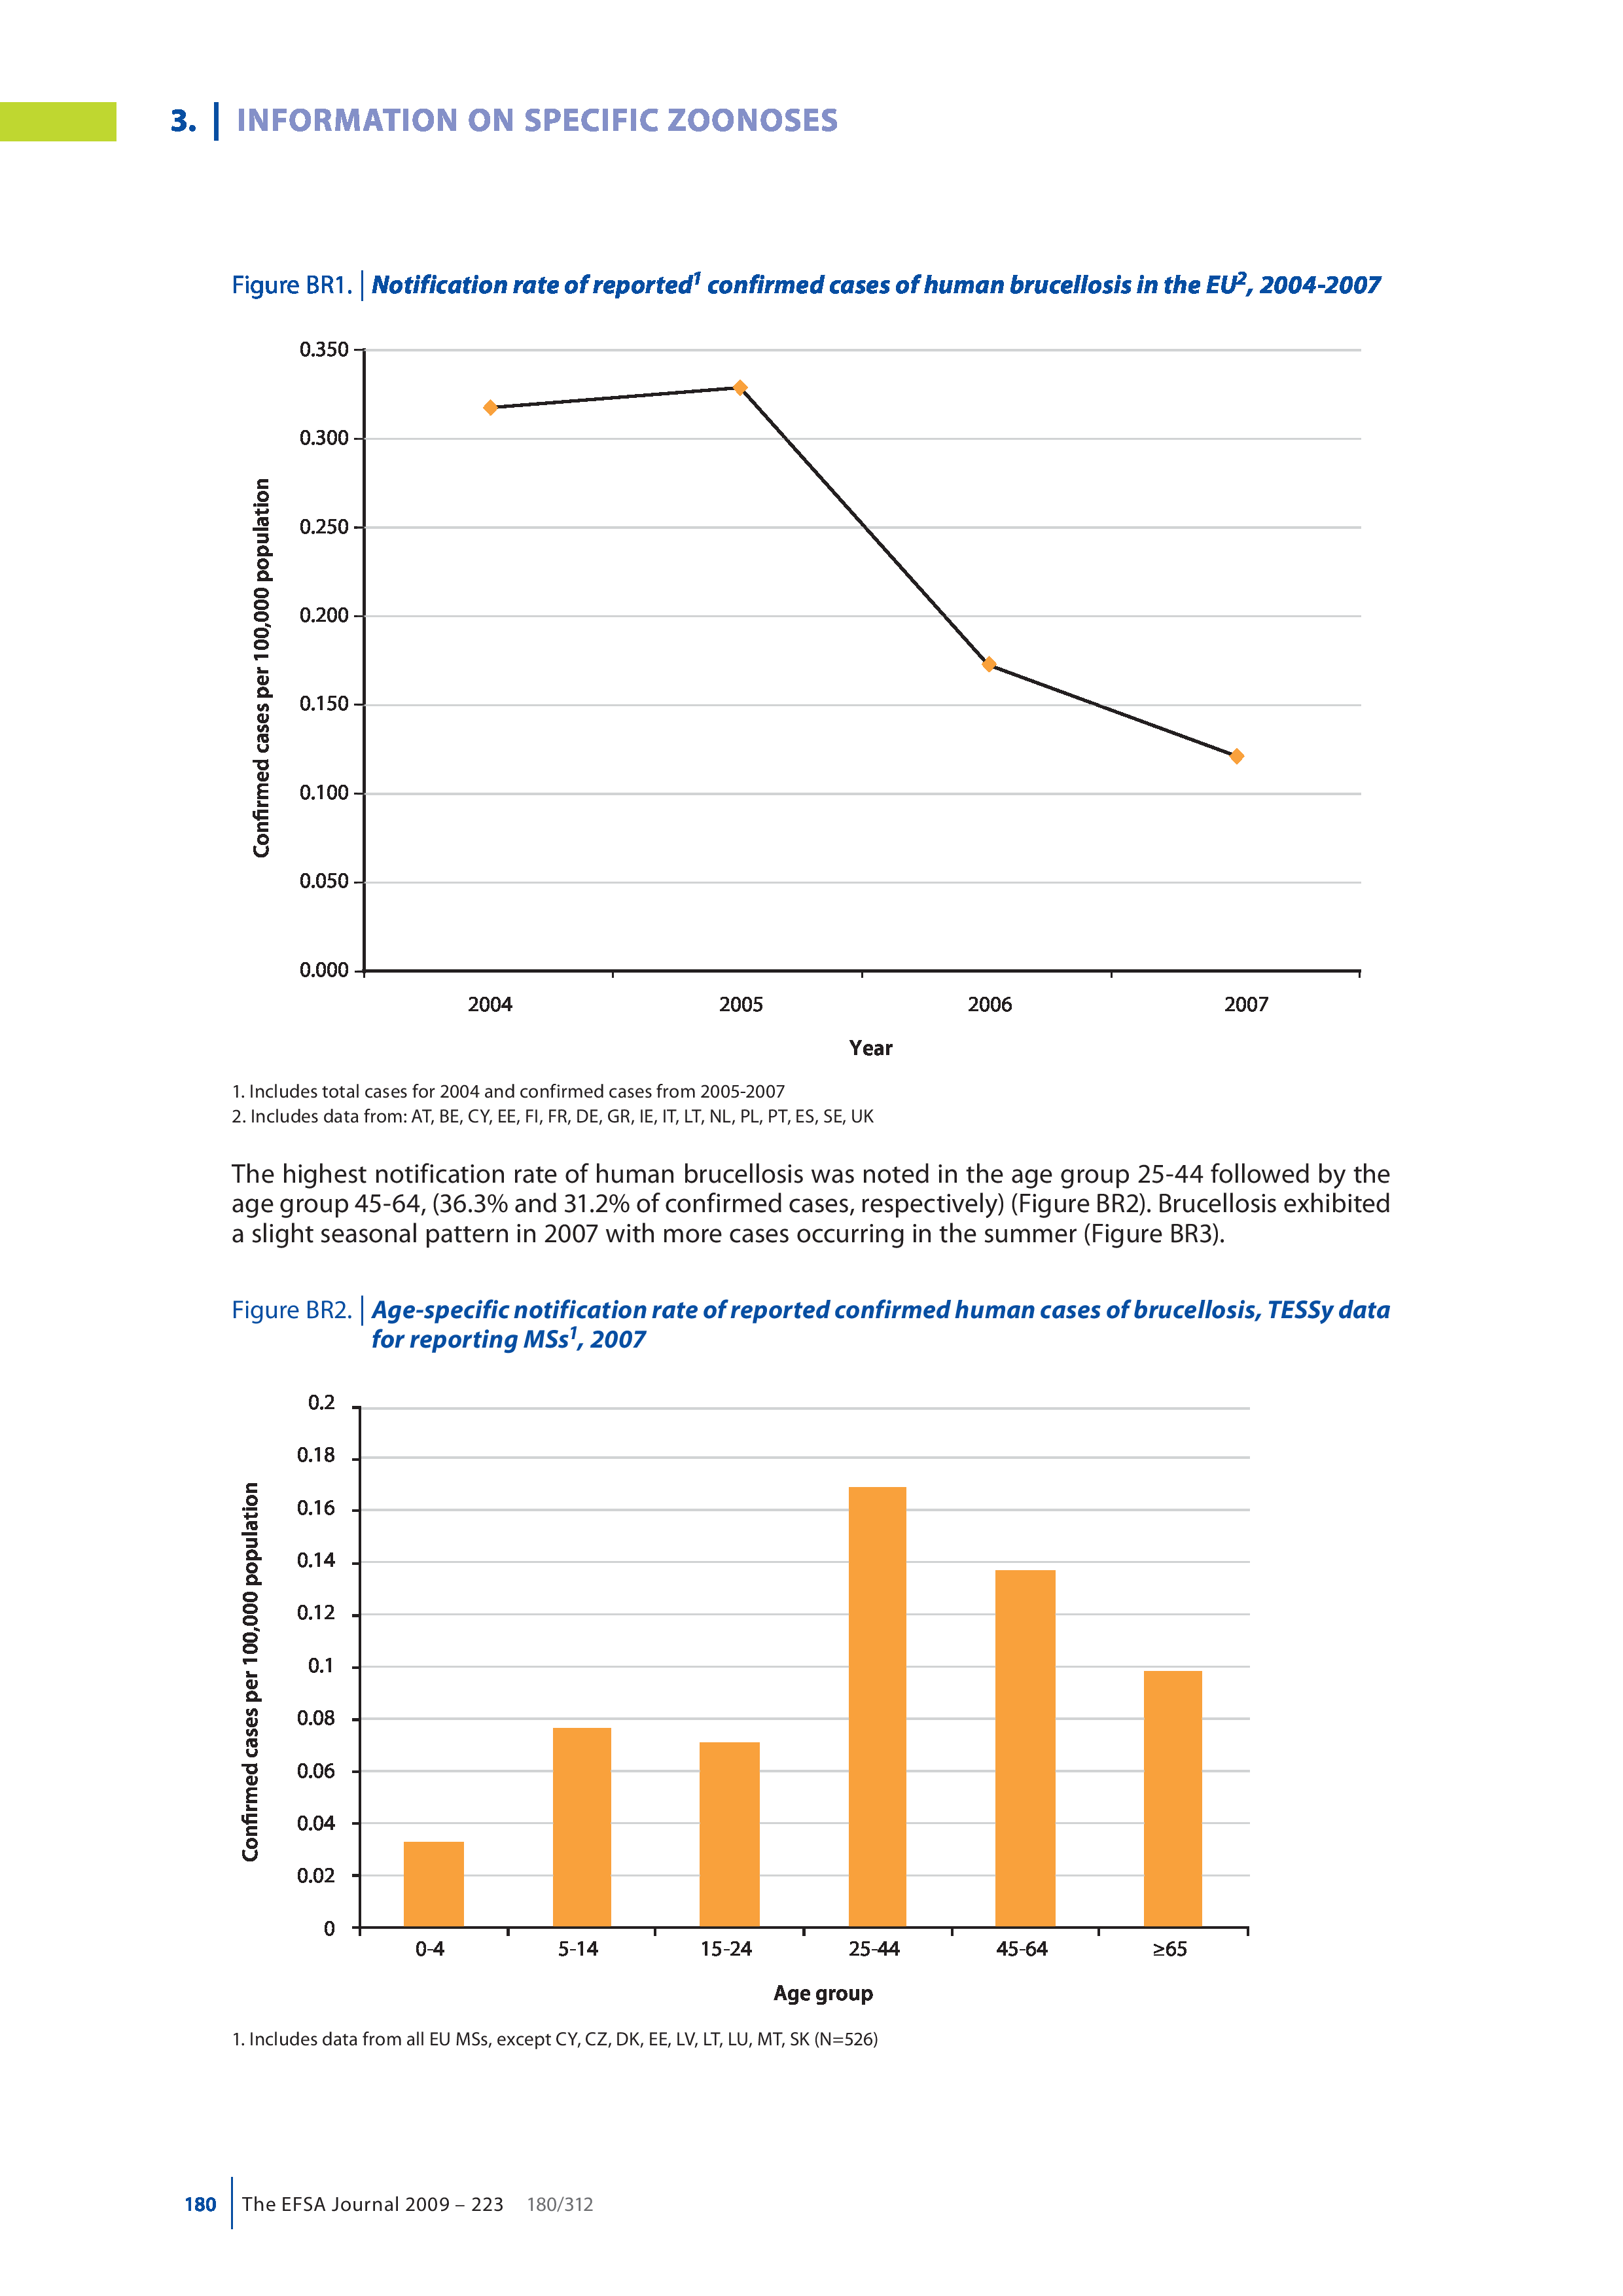 3. INFORMATION ON SPECIFIC ZOONOSES
Figure BR1. Notification rate of reported1 confirmed cases of human brucellosis in the EU2, 2004-2007
0.350
0.300
0.250
0.200
0.150
0.100
0.050
0.000
Confirmed cases per 100,000 population
2004 2005 2006 2007
Year
1. Includes total cases for 2004 and confirmed cases from 2005-2007
2. Includes data from: AT, BE, CY, EE, FI, FR, DE, GR, IE, IT, LT, NL, PL, PT, ES, SE, UK
The highest notification rate of human brucellosis was noted in the age group 25-44 followed by the
age group 45-64, (36.3% and 31.2% of confirmed cases, respectively) (Figure BR2). Brucellosis exhibited
a slight seasonal pattern in 2007 with more cases occurring in the summer (Figure BR3).
Figure BR2. Age-specific notification rate of reported confirmed human cases of brucellosis, TESSy data
for reporting MSs1, 2007
0.2
0.18
0.16
0.14
0.12
0.1
0.08
0.06
0.04
0.02
0
Confirmed cases per 100,000 population
0-4 5-14 15-24 25-44 45-64 ≥65
Age group
1. Includes data from all EU MSs, except CY, CZ, DK, EE, LV, LT, LU, MT, SK (N=526)
180 The EFSA Journal 2009 – 223 180/312